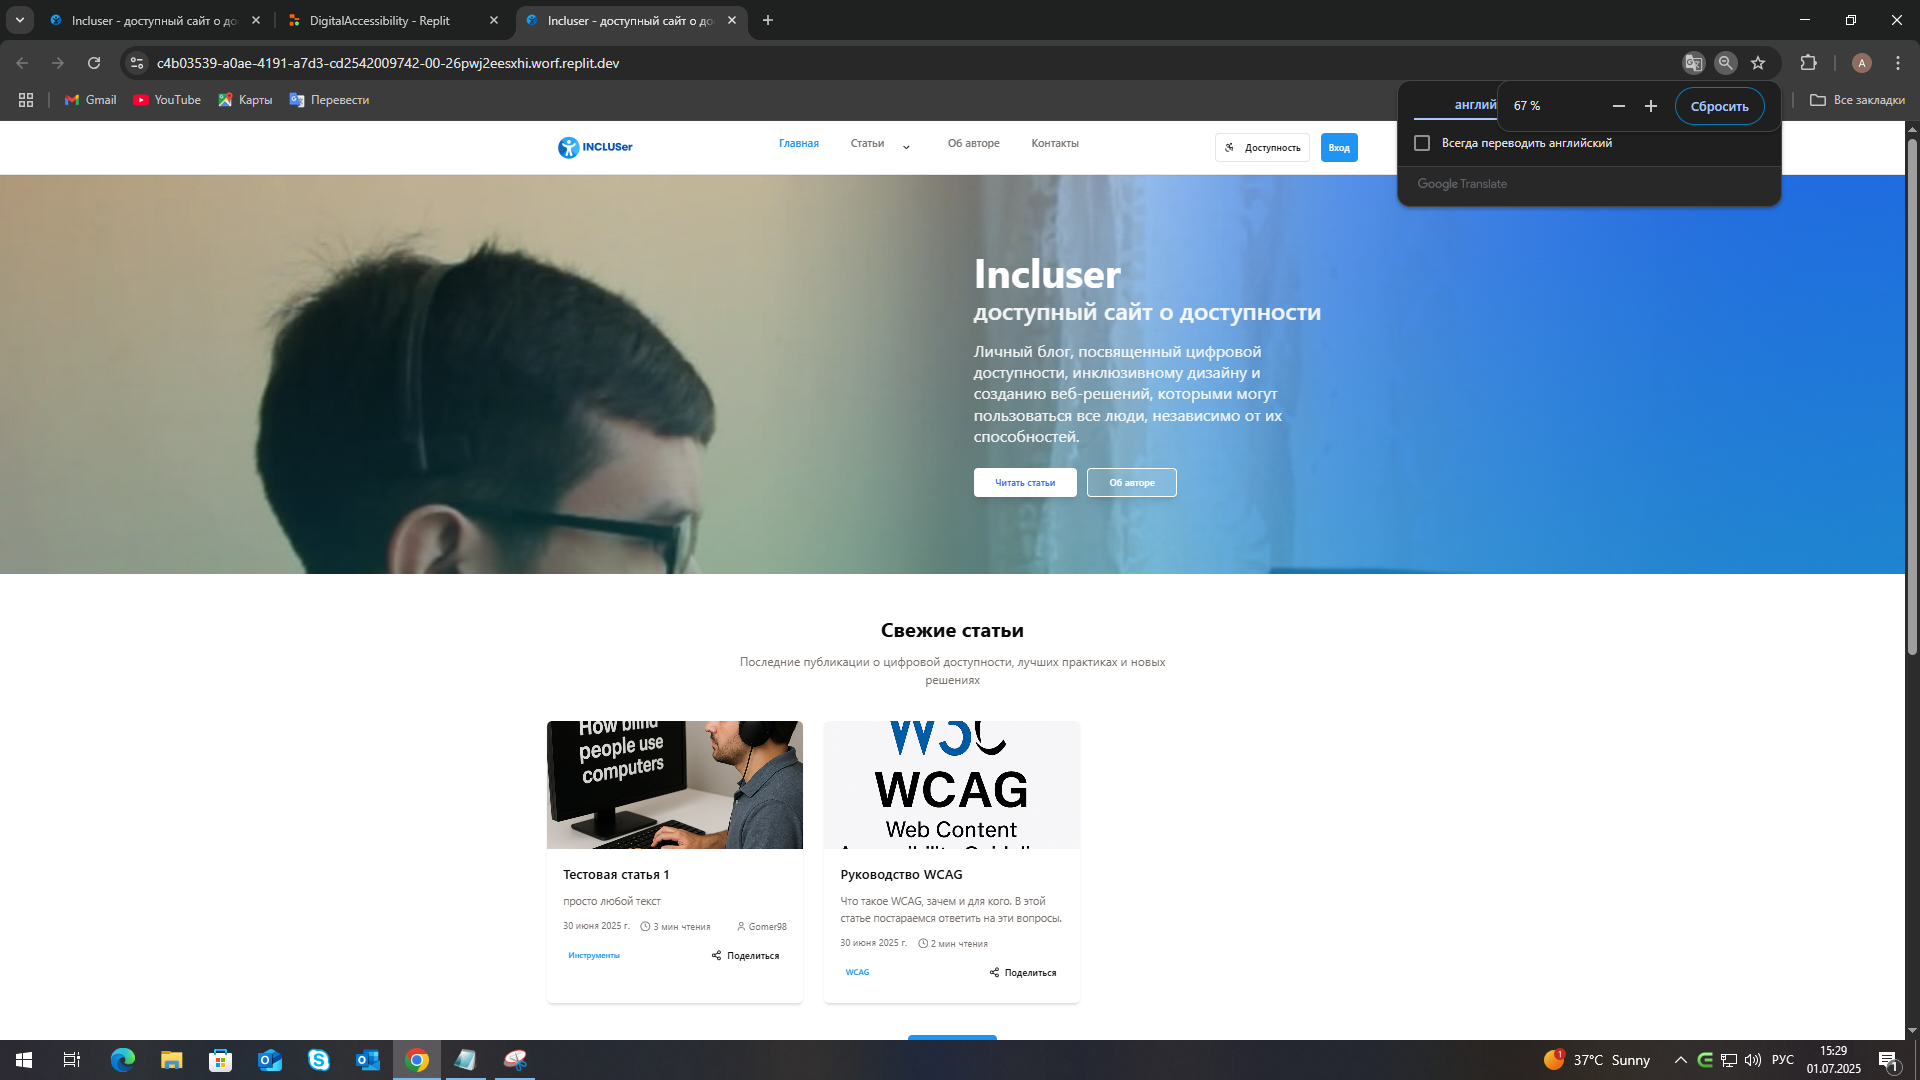 Incluser - доступный сайт о до
DigitalAccessibility - Replit
Incluser - доступный сайт о до
c4b03539-a0ae-4191-a7d3-cd2542009742-00-26pwj2eesxhi.worf.replit.dev
A
Gmail
YouTube
Карты
Перевести
Все закладки
англий
67 %
Сбросить
Всегда переводить английский
Google Translate
INCLUSer
Главная
Статьи
Об авторе
Контакты
Доступность
Вход
Incluser
доступный сайт о доступности
Личный блог, посвященный цифровой
доступности, инклюзивному дизайну и
созданию веб-решений, которыми могут
пользоваться все люди, независимо от их
способностей.
Читать статьи
Об авторе
Свежие статьи
Последние публикации о цифровой доступности, лучших практиках и новых
решениях
How blind
people use
computers
W3C
WCAG
Web Content
Accessibility Guideli
Тестовая статья 1
просто любой текст
30 июня 2025 г.
3 мин чтения
Gomer98
Инструменты
Поделиться
Руководство WCAG
Что такое WCAG, зачем и для кого. В этой
статье постараемся ответить на эти вопросы.
30 июня 2025 г.
2 мин чтения
WCAG
Поделиться
1
37°C Sunny
РУС
15:29
01.07.2025
1